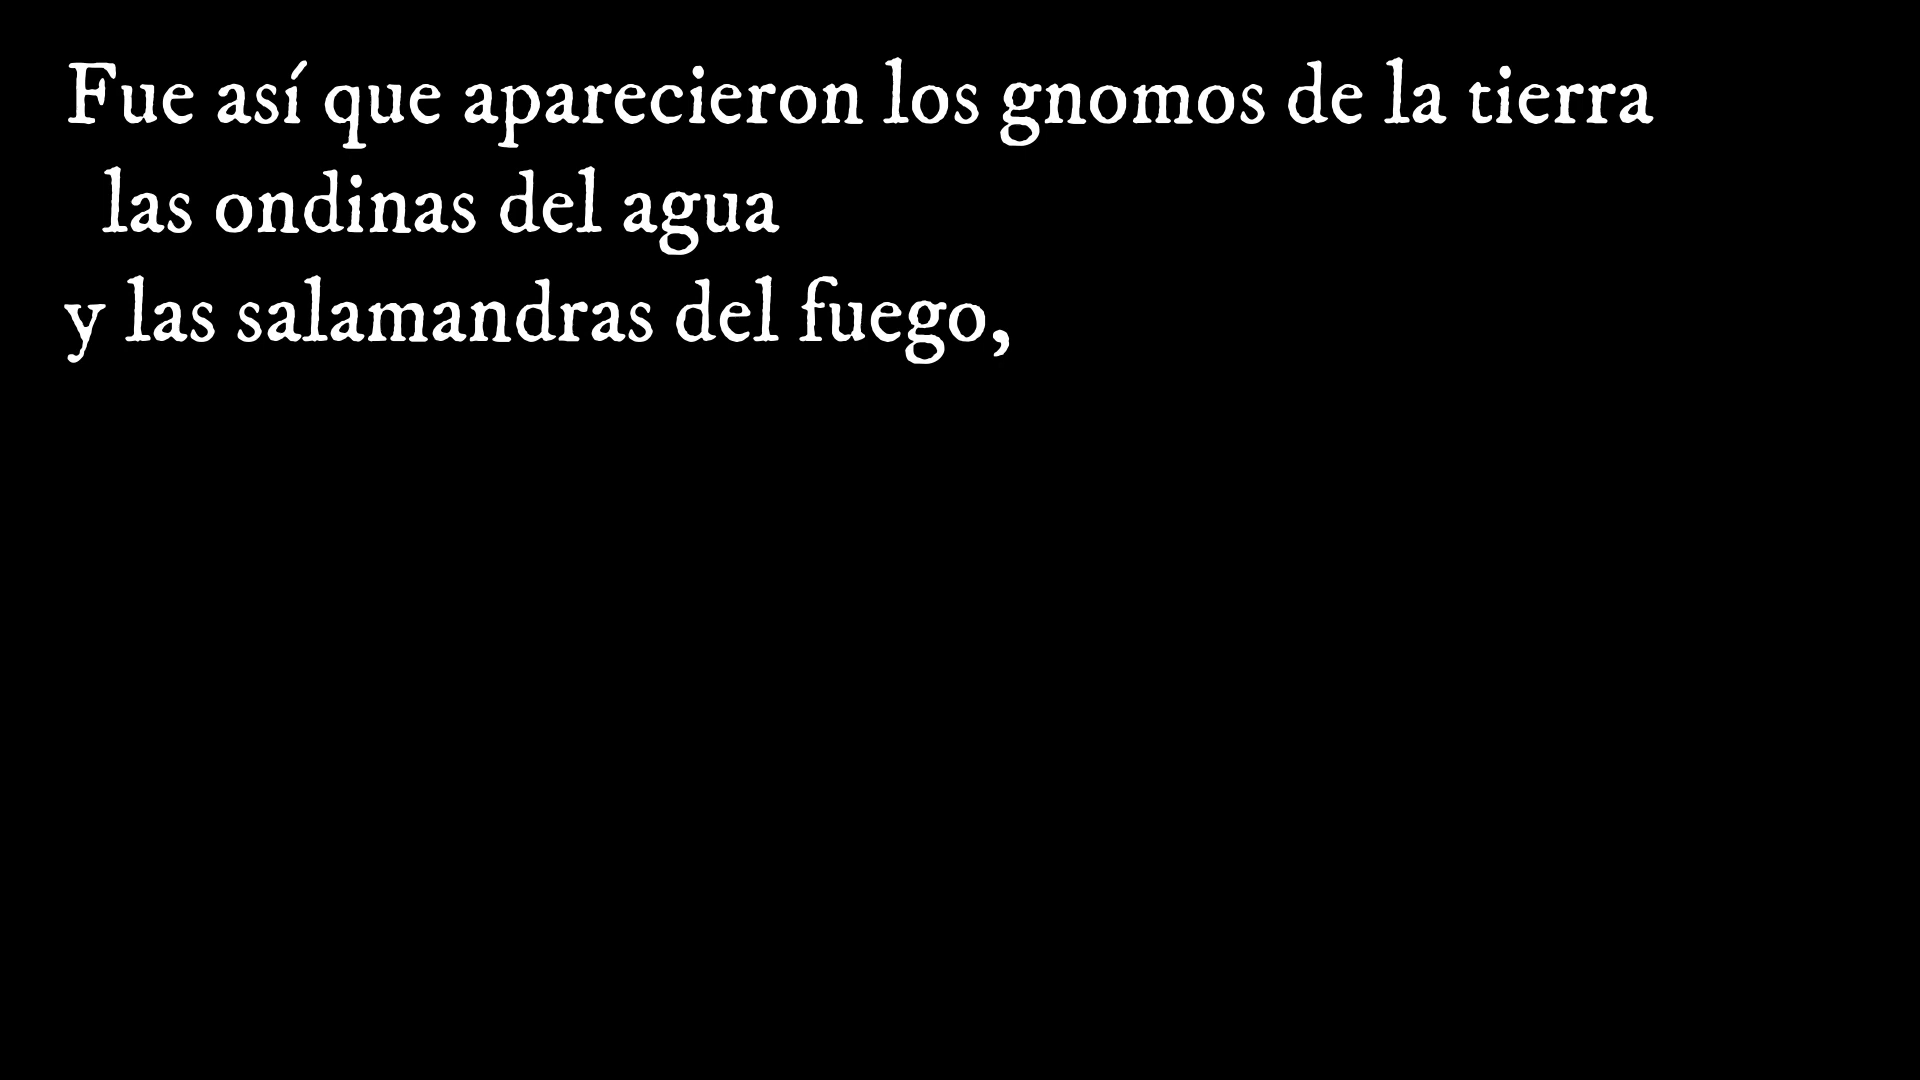 Fue así que aparecieron los gnomos de la tierra
las ondinas del agua
y las salamandras del fuego,